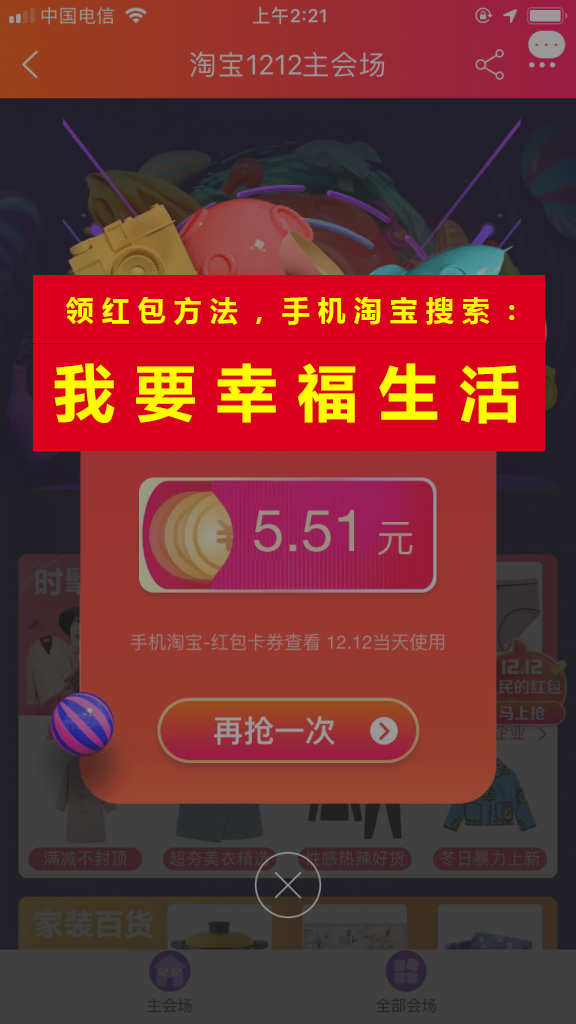 中国电信
上午2:21
淘宝1212主会场
领红包方法，手机淘宝搜索：
我要幸福生活
¥
5.51 元
手机淘宝-红包卡券查看 12.12当天使用
再抢一次
时髦
12.12
民的红包
马上抢
企业
满减不封顶
超夯美衣精选
性感热辣好货
冬日暴力上新
家装百货
12.12
主会场
全部会场